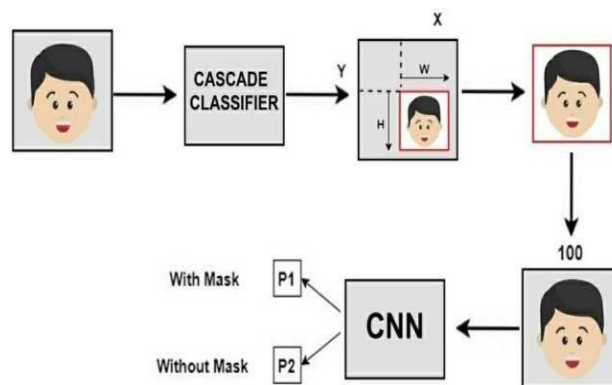 X
Y
W
H
CASCADE
CLASSIFIER
100
With Mask
P1
CNN
Without Mask
P2